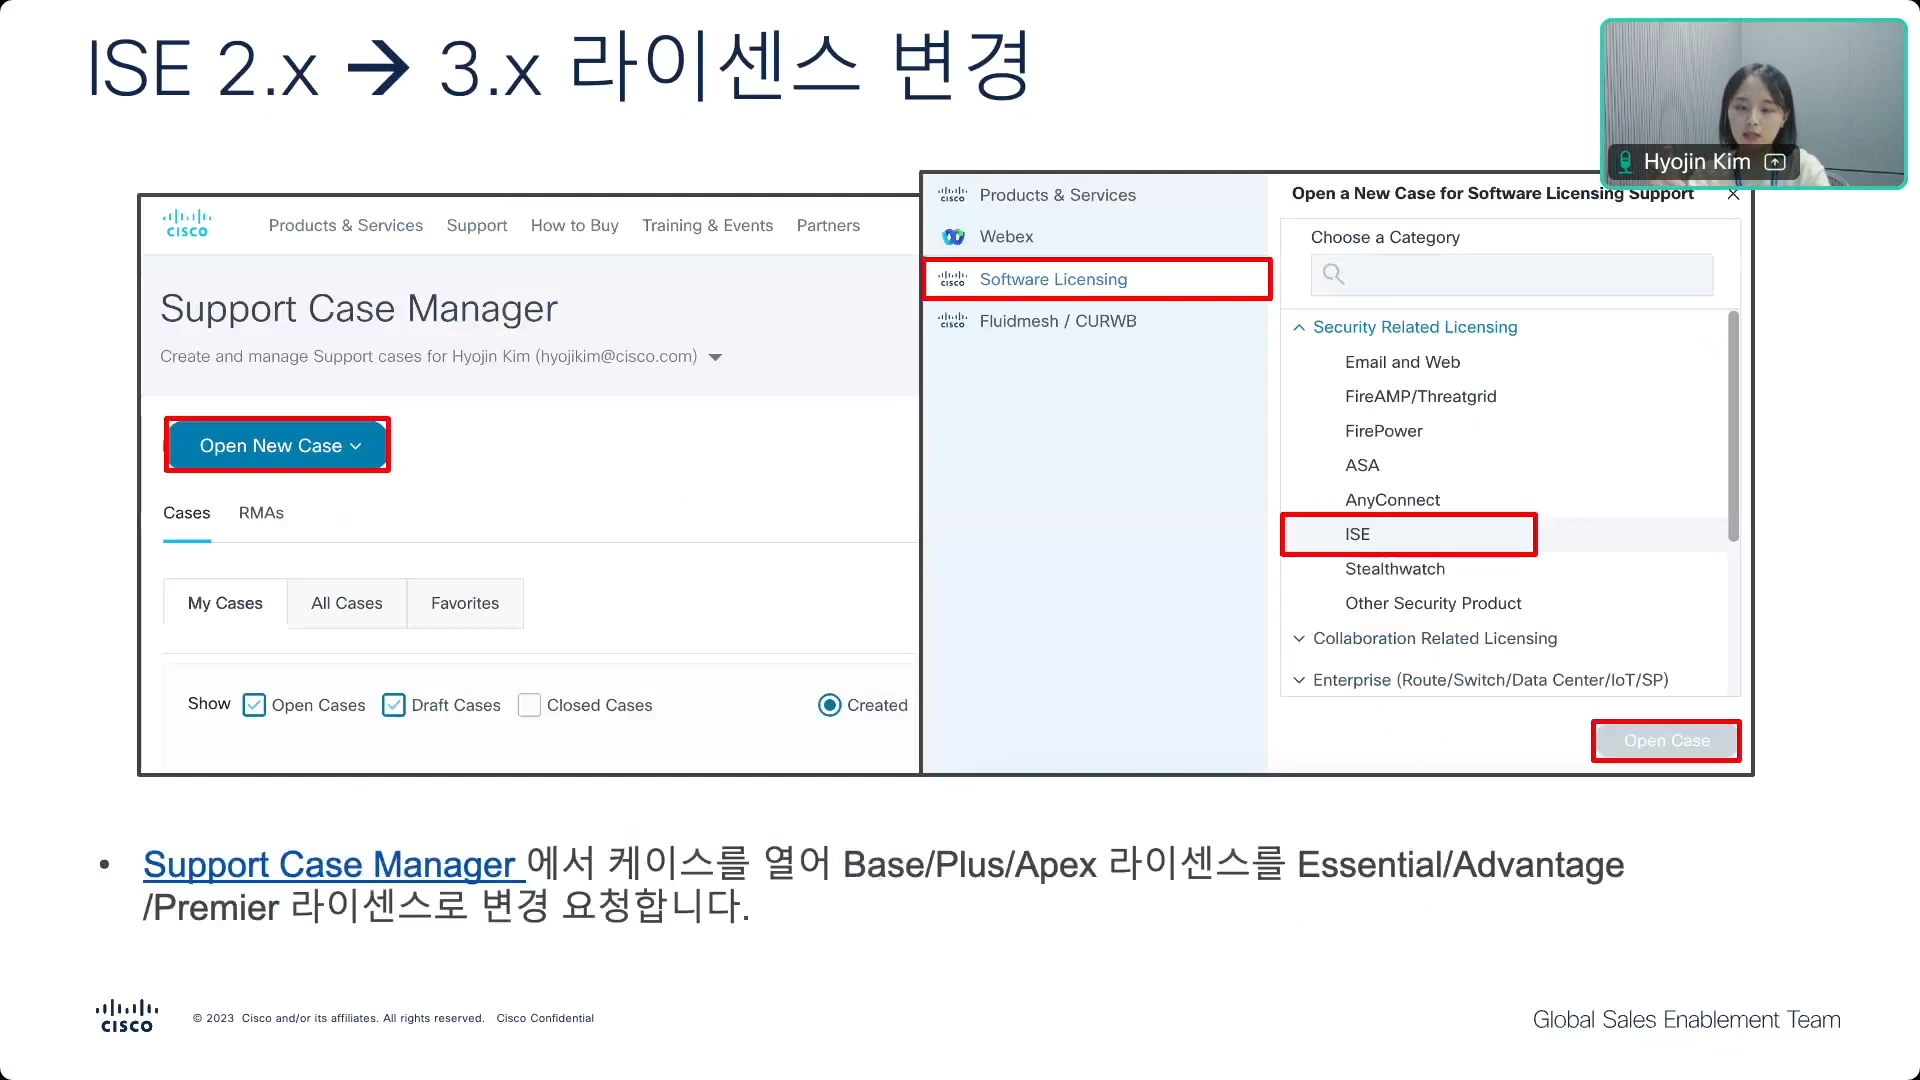 ISE 2.x → 3.x 라이센스 변경
Hyojin Kim
CISCO
Products & Services
Support
How to Buy
Training & Events
Partners
Support Case Manager
Create and manage Support cases for Hyojin Kim (hyojikim@cisco.com)
Open New Case
Cases
RMAs
My Cases
All Cases
Favorites
Show
Open Cases
Draft Cases
Closed Cases
Created
CISCO
Products & Services
Webex
CISCO
Software Licensing
CISCO
Fluidmesh / CURWB
Open a New Case for Software Licensing Support
Choose a Category
Security Related Licensing
Email and Web
FireAMP/Threatgrid
FirePower
ASA
AnyConnect
ISE
Stealthwatch
Other Security Product
Collaboration Related Licensing
Enterprise (Route/Switch/Data Center/IoT/SP)
Open Case
• Support Case Manager 에서 케이스를 열어 Base/Plus/Apex 라이센스를 Essential/Advantage
/Premier 라이센스로 변경 요청합니다.
CISCO
© 2023 Cisco and/or its affiliates. All rights reserved. Cisco Confidential
Global Sales Enablement Team